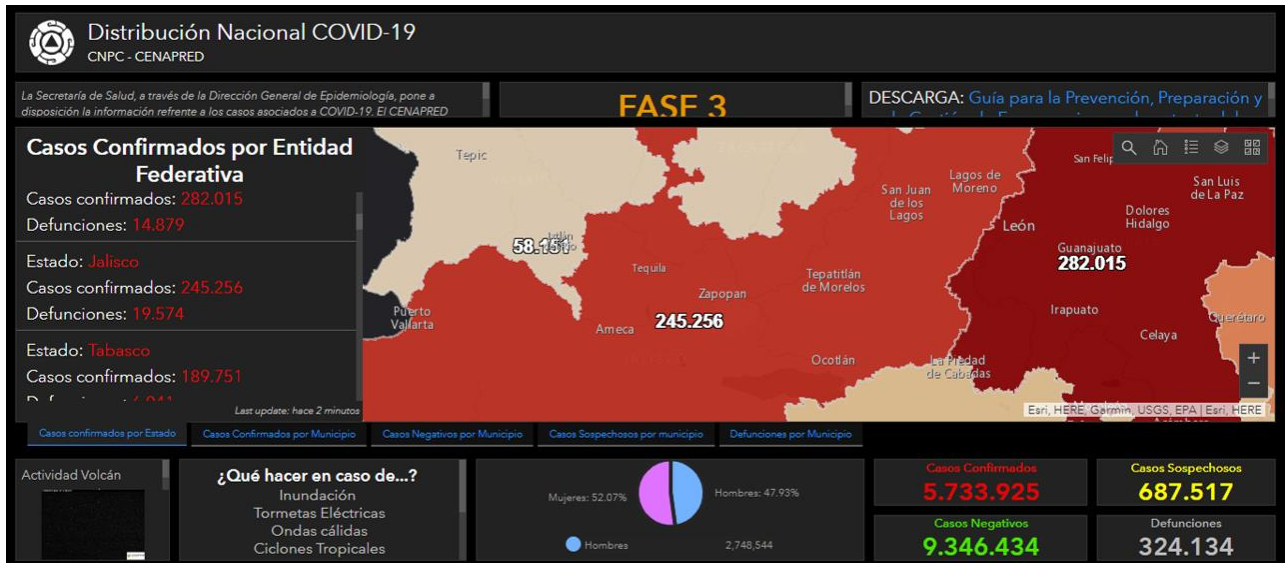 Distribución Nacional COVID-19
CNPC - CENAPRED
La Secretaría de Salud, a través de la Dirección General de Epidemiología, pone a
disposición la información refrente a los casos asociados a COVID-19. El CENAPRED
FASE 3
DESCARGA: Guía para la Prevención, Preparación y
Casos Confirmados por Entidad
Federativa
Casos confirmados: 282.015
Defunciones: 14.879
Estado: Jalisco
Casos confirmados: 245.256
Defunciones: 19.574
Estado: Tabasco
Casos confirmados: 189.751
Last update: hace 2 minutos
Tepic
58.151
Puerto
Vallarta
Tequila
Zapopan
Ameca
245.256
San Juan
de los
Lagos
Lagos de
Moreno
Tepatitlán
de Morelos
Ocotlán
La Piedad
de Cabadas
León
San Felip
San Luis
de La Paz
Dolores
Hidalgo
Guanajuato
282.015
Irapuato
Celaya
Querétaro
+
−
Esri, HERE, Garmin, USGS, EPA | Esri, HERE
Casos confirmados por Estado
Casos Confirmados por Municipio
Casos Negativos por Municipio
Casos Sospechosos por municipio
Defunciones por Municipio
Actividad Volcán
¿Qué hacer en caso de...?
Inundación
Tormetas Eléctricas
Ondas cálidas
Ciclones Tropicales
Mujeres: 52.07%
Hombres: 47.93%
Hombres
2,748,544
Casos Confirmados
5.733.925
Casos Sospechosos
687.517
Casos Negativos
9.346.434
Defunciones
324.134